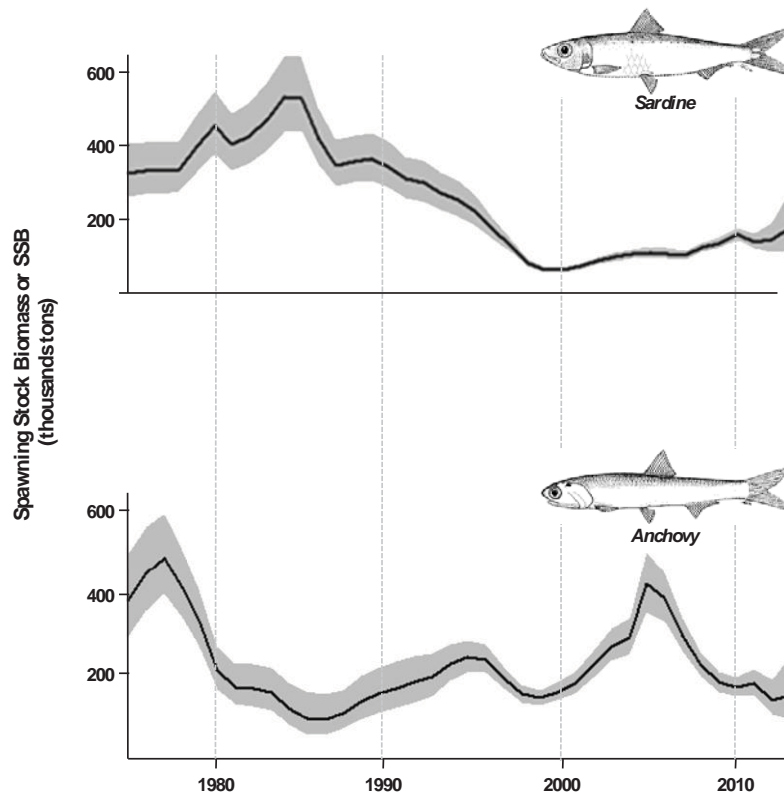 600
400
200
Sardine
Spawning Stock Biomass or SSB
(thousands tons)
600
400
200
Anchovy
1980
1990
2000
2010